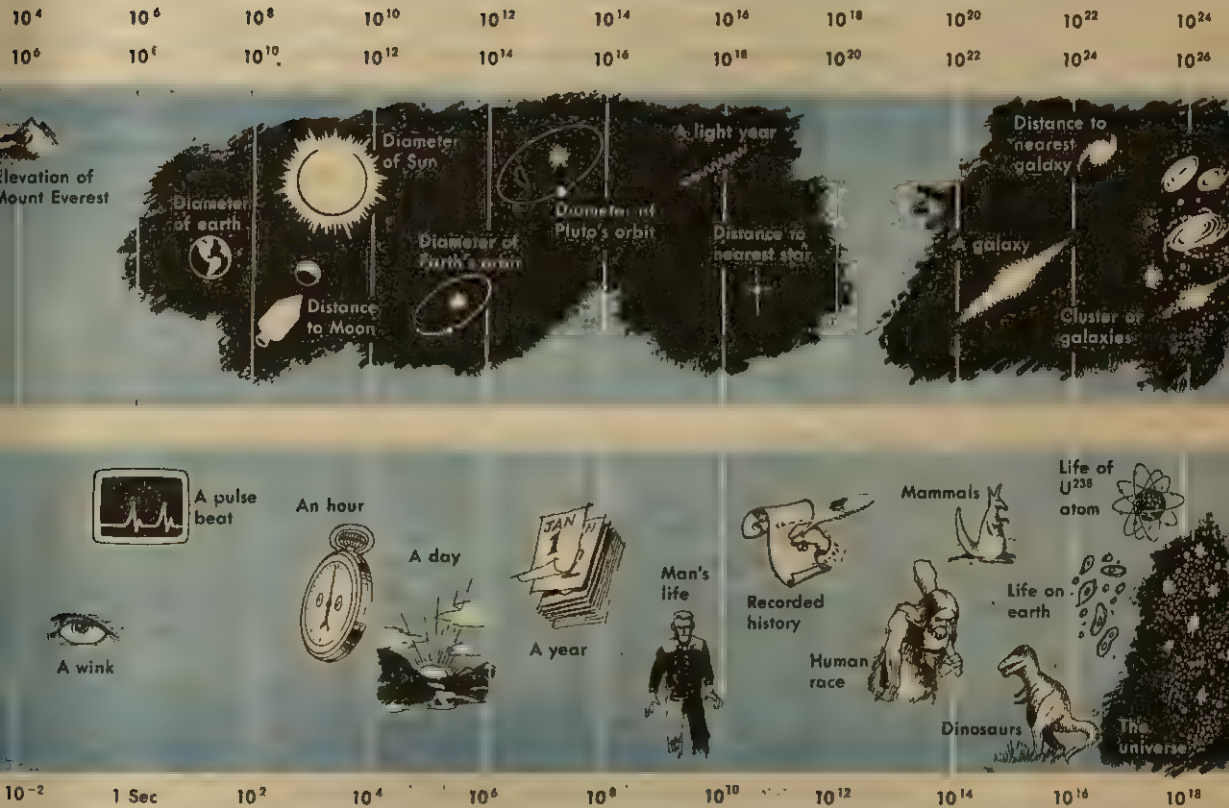 10⁴ 10⁶ 10⁸ 10¹⁰ 10¹² 10¹⁴ 10¹⁶ 10¹⁸ 10²⁰ 10²² 10²⁴
10⁶ 10¹⁰ 10¹² 10¹⁴ 10¹⁶ 10¹⁸ 10²⁰ 10²² 10²⁴ 10²⁶
Elevation of
Mount Everest
Diameter
of earth
Diameter
of Sun
Distance
to Moon
Diameter of
Earth's orbit
Diameter of
Pluto's orbit
A light year
Distance to
nearest star
Distance to
nearest
galaxy
A galaxy
Cluster of
galaxies
A pulse
beat
A wink
An hour
A day
JAN
1
A year
Man's
life
Recorded
history
Mammals
Human
race
Life of
U²³⁸
atom
Life on
earth
Dinosaurs
The
universe
10⁻² 1 Sec 10² 10⁴ 10⁶ 10⁸ 10¹⁰ 10¹² 10¹⁴ 10¹⁶ 10¹⁸